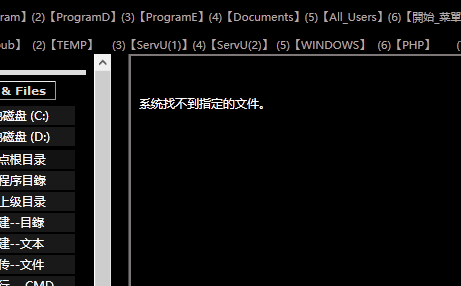 ram】(2)【ProgramD】(3)【ProgramE】(4)【Documents】(5)【All_Users】(6)【開始_菜單
pub】 (2)【TEMP】 (3)【ServU(1)】(4)【ServU(2)】 (5)【WINDOWS】 (6)【PHP】
& Files
磁盘 (C:)
磁盘 (D:)
点根目录
程序目錄
上级目录
建--目錄
建--文本
传--文件
行---CMD
系统找不到指定的文件。